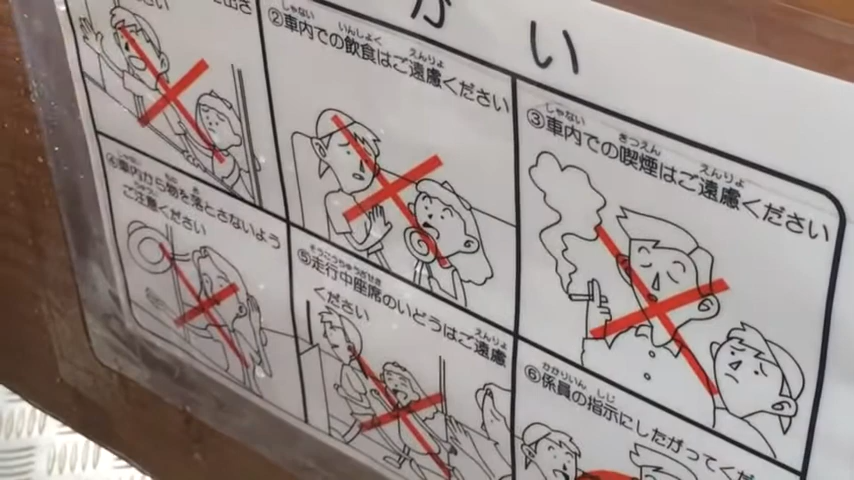 がい
さい
②車内での飲食はご遠慮ください
③車内での喫煙はご遠慮ください
④車内から物を落とさないよう
ご注意ください
⑤走行中座席のいどうはご遠慮
ください
⑥係員の指示にしたがってくだ